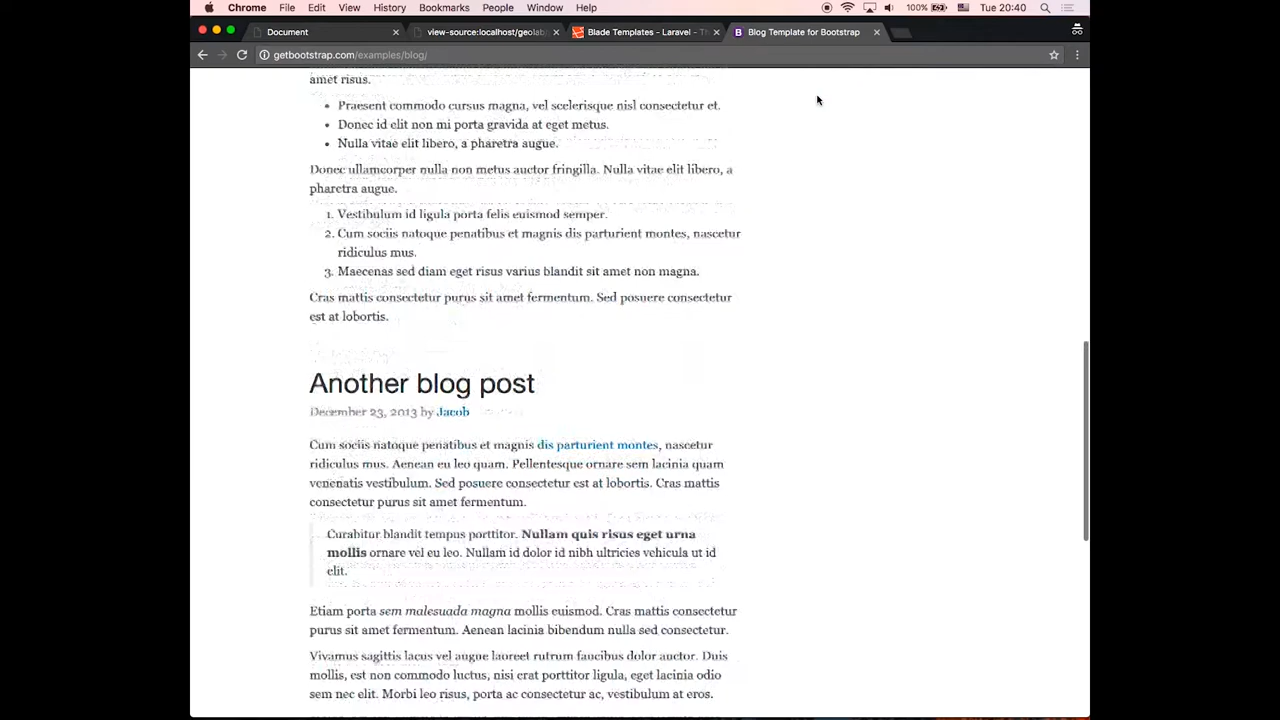 Chrome File Edit View History Bookmarks People Window Help 100% Tue 20:40
Document view-source:localhost/geolab Blade Templates - Laravel - Th Blog Template for Bootstrap
getbootstrap.com/examples/blog/
amet risus.
• Praesent commodo cursus magna, vel scelerisque nisl consectetur et.
• Donec id elit non mi porta gravida at eget metus.
• Nulla vitae elit libero, a pharetra augue.
Donec ullamcorper nulla non metus auctor fringilla. Nulla vitae elit libero, a
pharetra augue.
1. Vestibulum id ligula porta felis euismod semper.
2. Cum sociis natoque penatibus et magnis dis parturient montes, nascetur
ridiculus mus.
3. Maecenas sed diam eget risus varius blandit sit amet non magna.
Cras mattis consectetur purus sit amet fermentum. Sed posuere consectetur
est at lobortis.
Another blog post
December 23, 2013 by Jacob
Cum sociis natoque penatibus et magnis dis parturient montes, nascetur
ridiculus mus. Aenean eu leo quam. Pellentesque ornare sem lacinia quam
venenatis vestibulum. Sed posuere consectetur est at lobortis. Cras mattis
consectetur purus sit amet fermentum.
Curabitur blandit tempus porttitor. Nullam quis risus eget urna
mollis ornare vel eu leo. Nullam id dolor id nibh ultricies vehicula ut id
elit.
Etiam porta sem malesuada magna mollis euismod. Cras mattis consectetur
purus sit amet fermentum. Aenean lacinia bibendum nulla sed consectetur.
Vivamus sagittis lacus vel augue laoreet rutrum faucibus dolor auctor. Duis
mollis, est non commodo luctus, nisi erat porttitor ligula, eget lacinia odio
sem nec elit. Morbi leo risus, porta ac consectetur ac, vestibulum at eros.